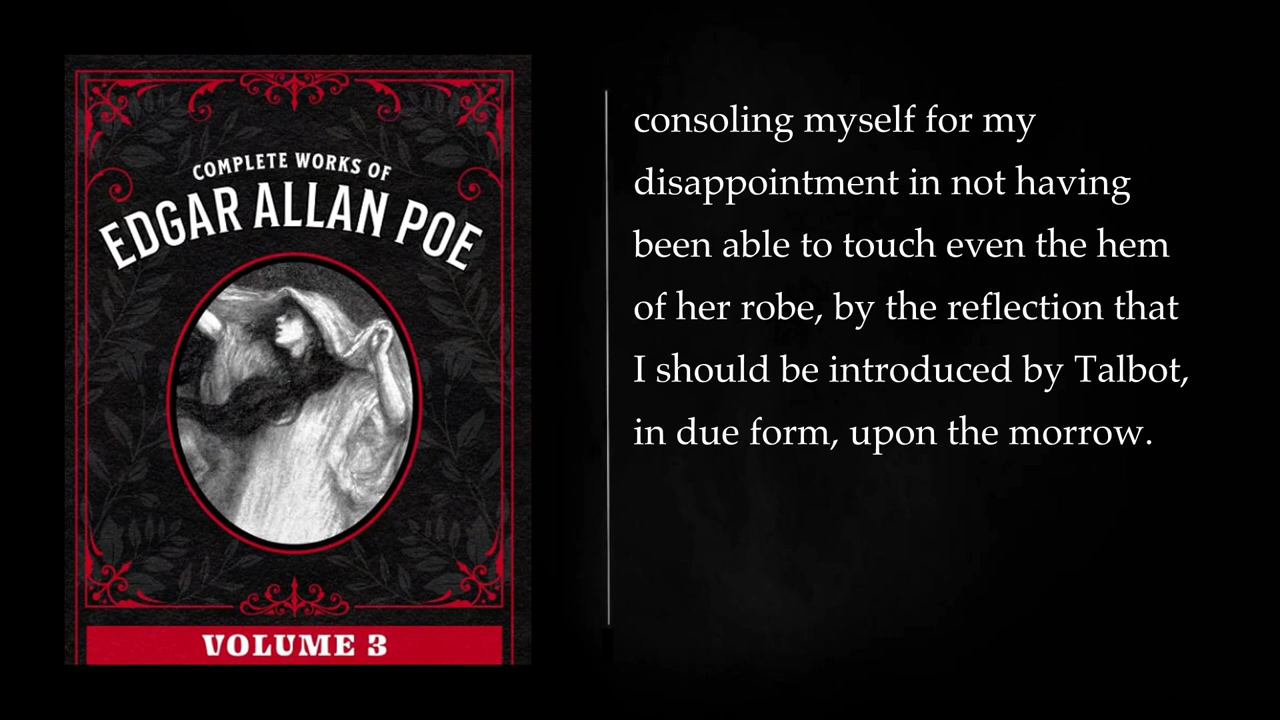 COMPLETE WORKS OF
EDGAR ALLAN POE
VOLUME 3
consoling myself for my
disappointment in not having
been able to touch even the hem
of her robe, by the reflection that
I should be introduced by Talbot,
in due form, upon the morrow.